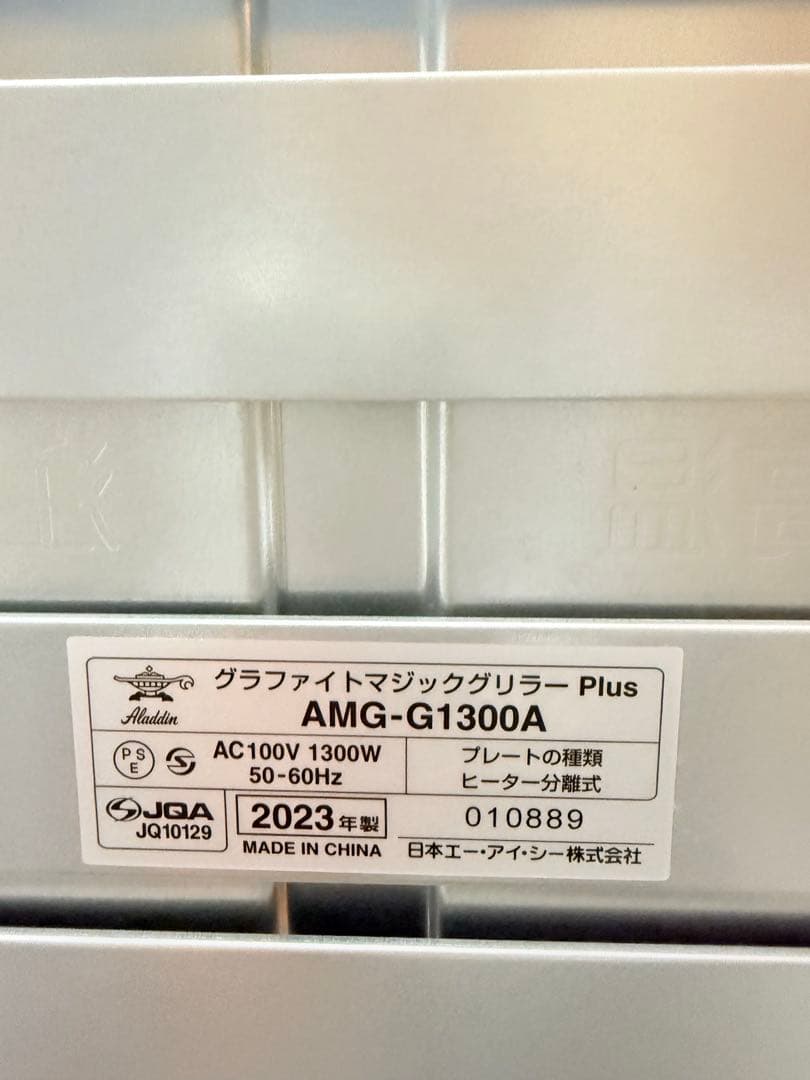 高温
Aladdin
グラファイトマジックグリラー Plus
AMG-G1300A
PS
E
S
AC100V 1300W
50-60Hz
プレートの種類
ヒーター分離式
JQA
JQ10129
2023年製
MADE IN CHINA
010889
日本エー・アイ・シー株式会社